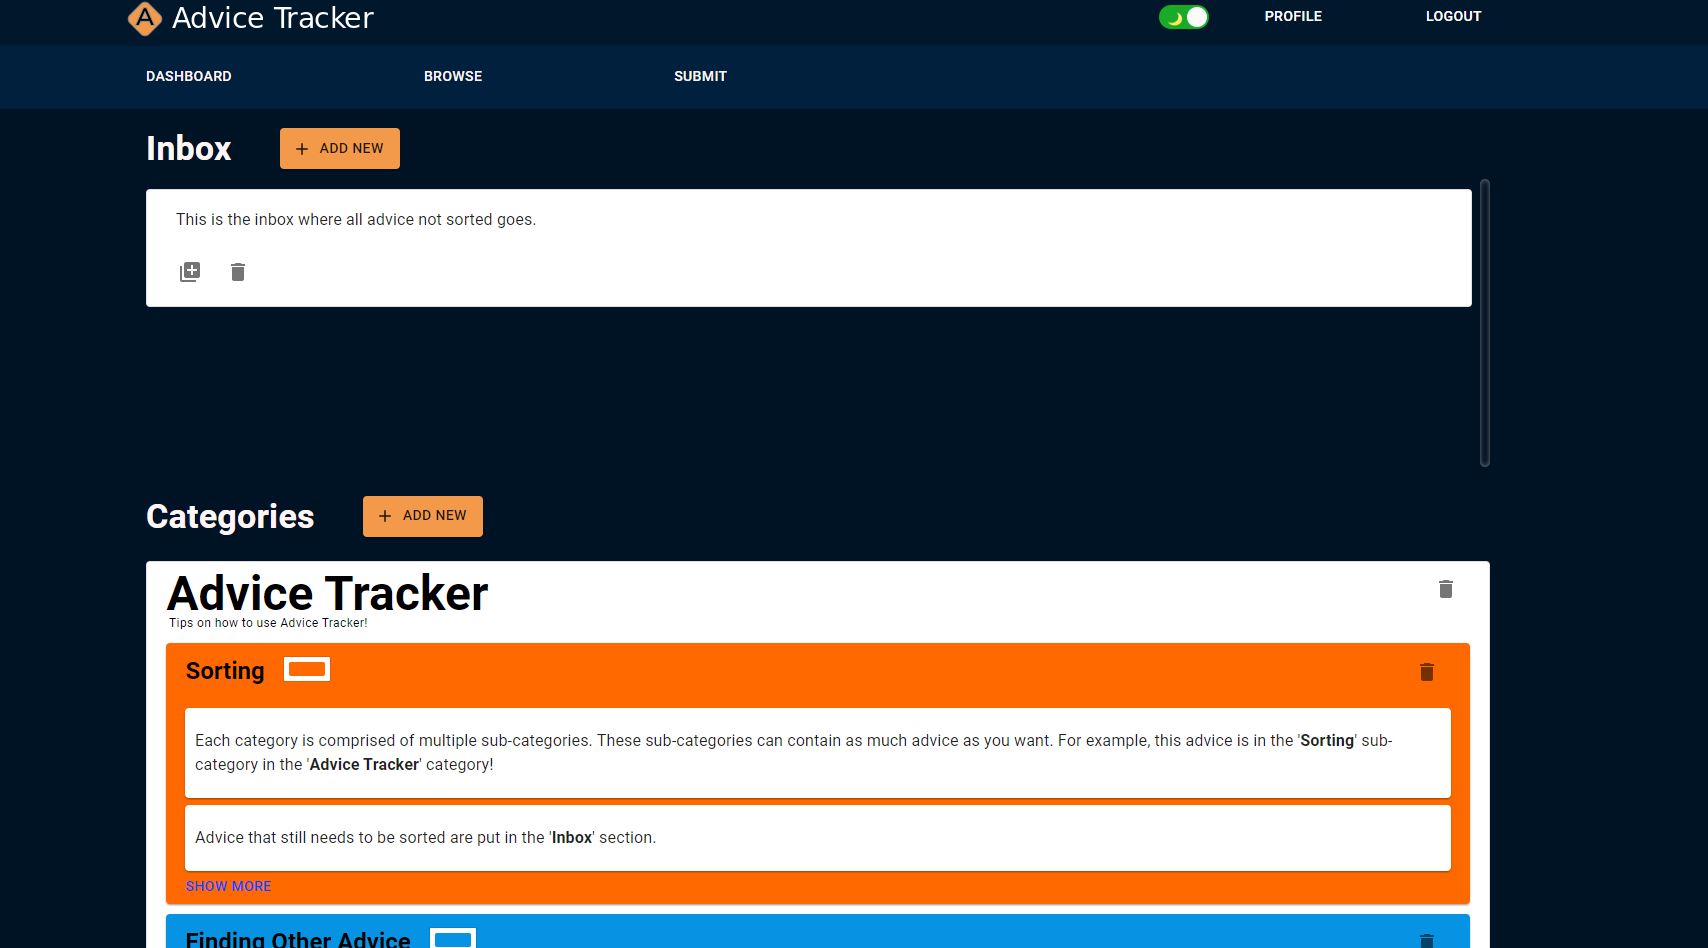 A Advice Tracker
PROFILE
LOGOUT
DASHBOARD
BROWSE
SUBMIT
Inbox
+ ADD NEW
This is the inbox where all advice not sorted goes.
Categories
+ ADD NEW
Advice Tracker
Tips on how to use Advice Tracker!
Sorting
Each category is comprised of multiple sub-categories. These sub-categories can contain as much advice as you want. For example, this advice is in the 'Sorting' sub-
category in the 'Advice Tracker' category!
Advice that still needs to be sorted are put in the 'Inbox' section.
SHOW MORE
Finding Other Advice